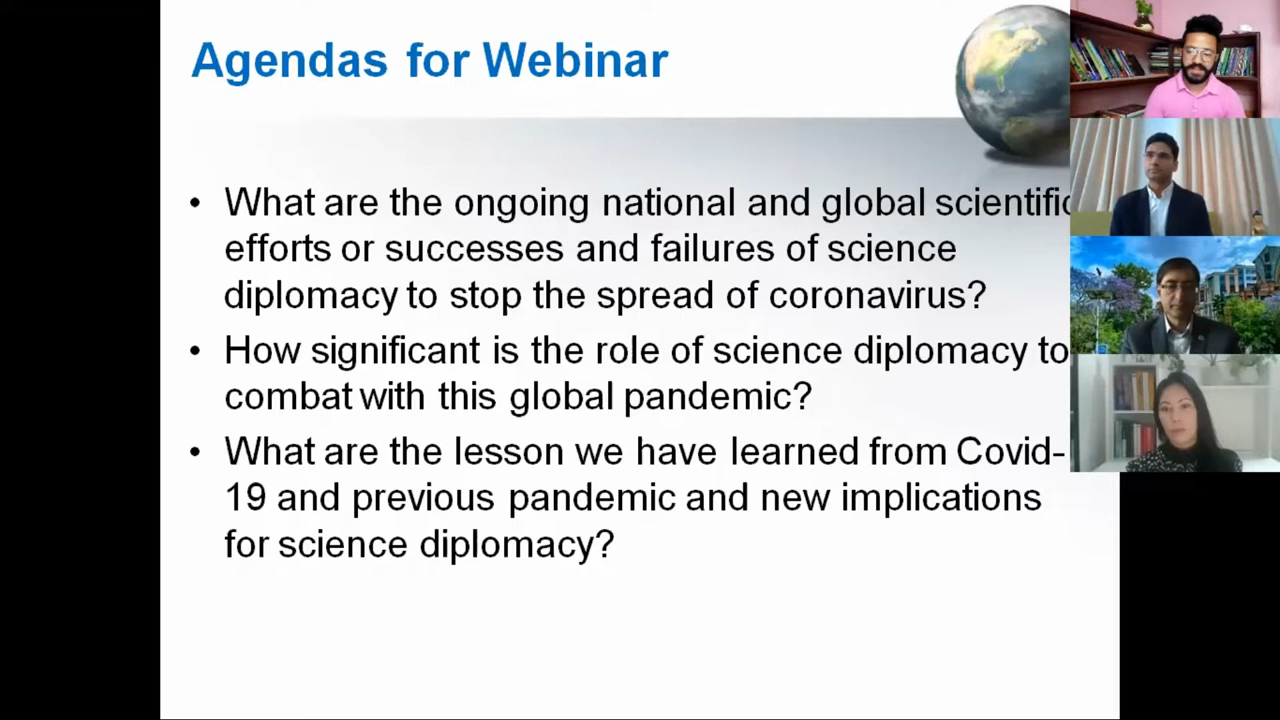 Agendas for Webinar
• What are the ongoing national and global scientific
efforts or successes and failures of science
diplomacy to stop the spread of coronavirus?
• How significant is the role of science diplomacy to
combat with this global pandemic?
• What are the lesson we have learned from Covid-
19 and previous pandemic and new implications
for science diplomacy?